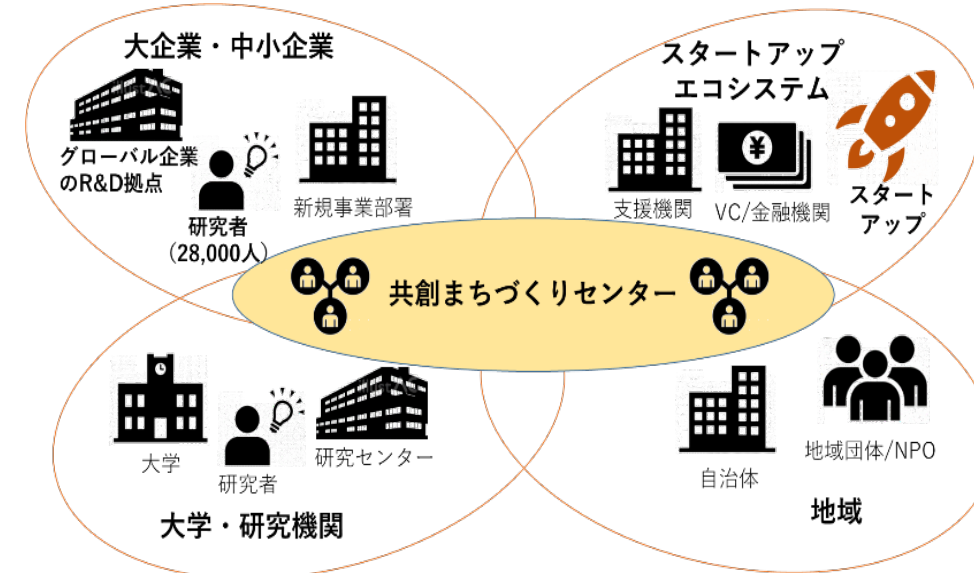 大企業・中小企業
グローバル企業
のR&D拠点
研究者
(28,000人)
新規事業部署
スタートアップ
エコシステム
支援機関
VC/金融機関
スタート
アップ
¥
共創まちづくりセンター
大学
研究者
研究センター
大学・研究機関
自治体
地域団体/NPO
地域